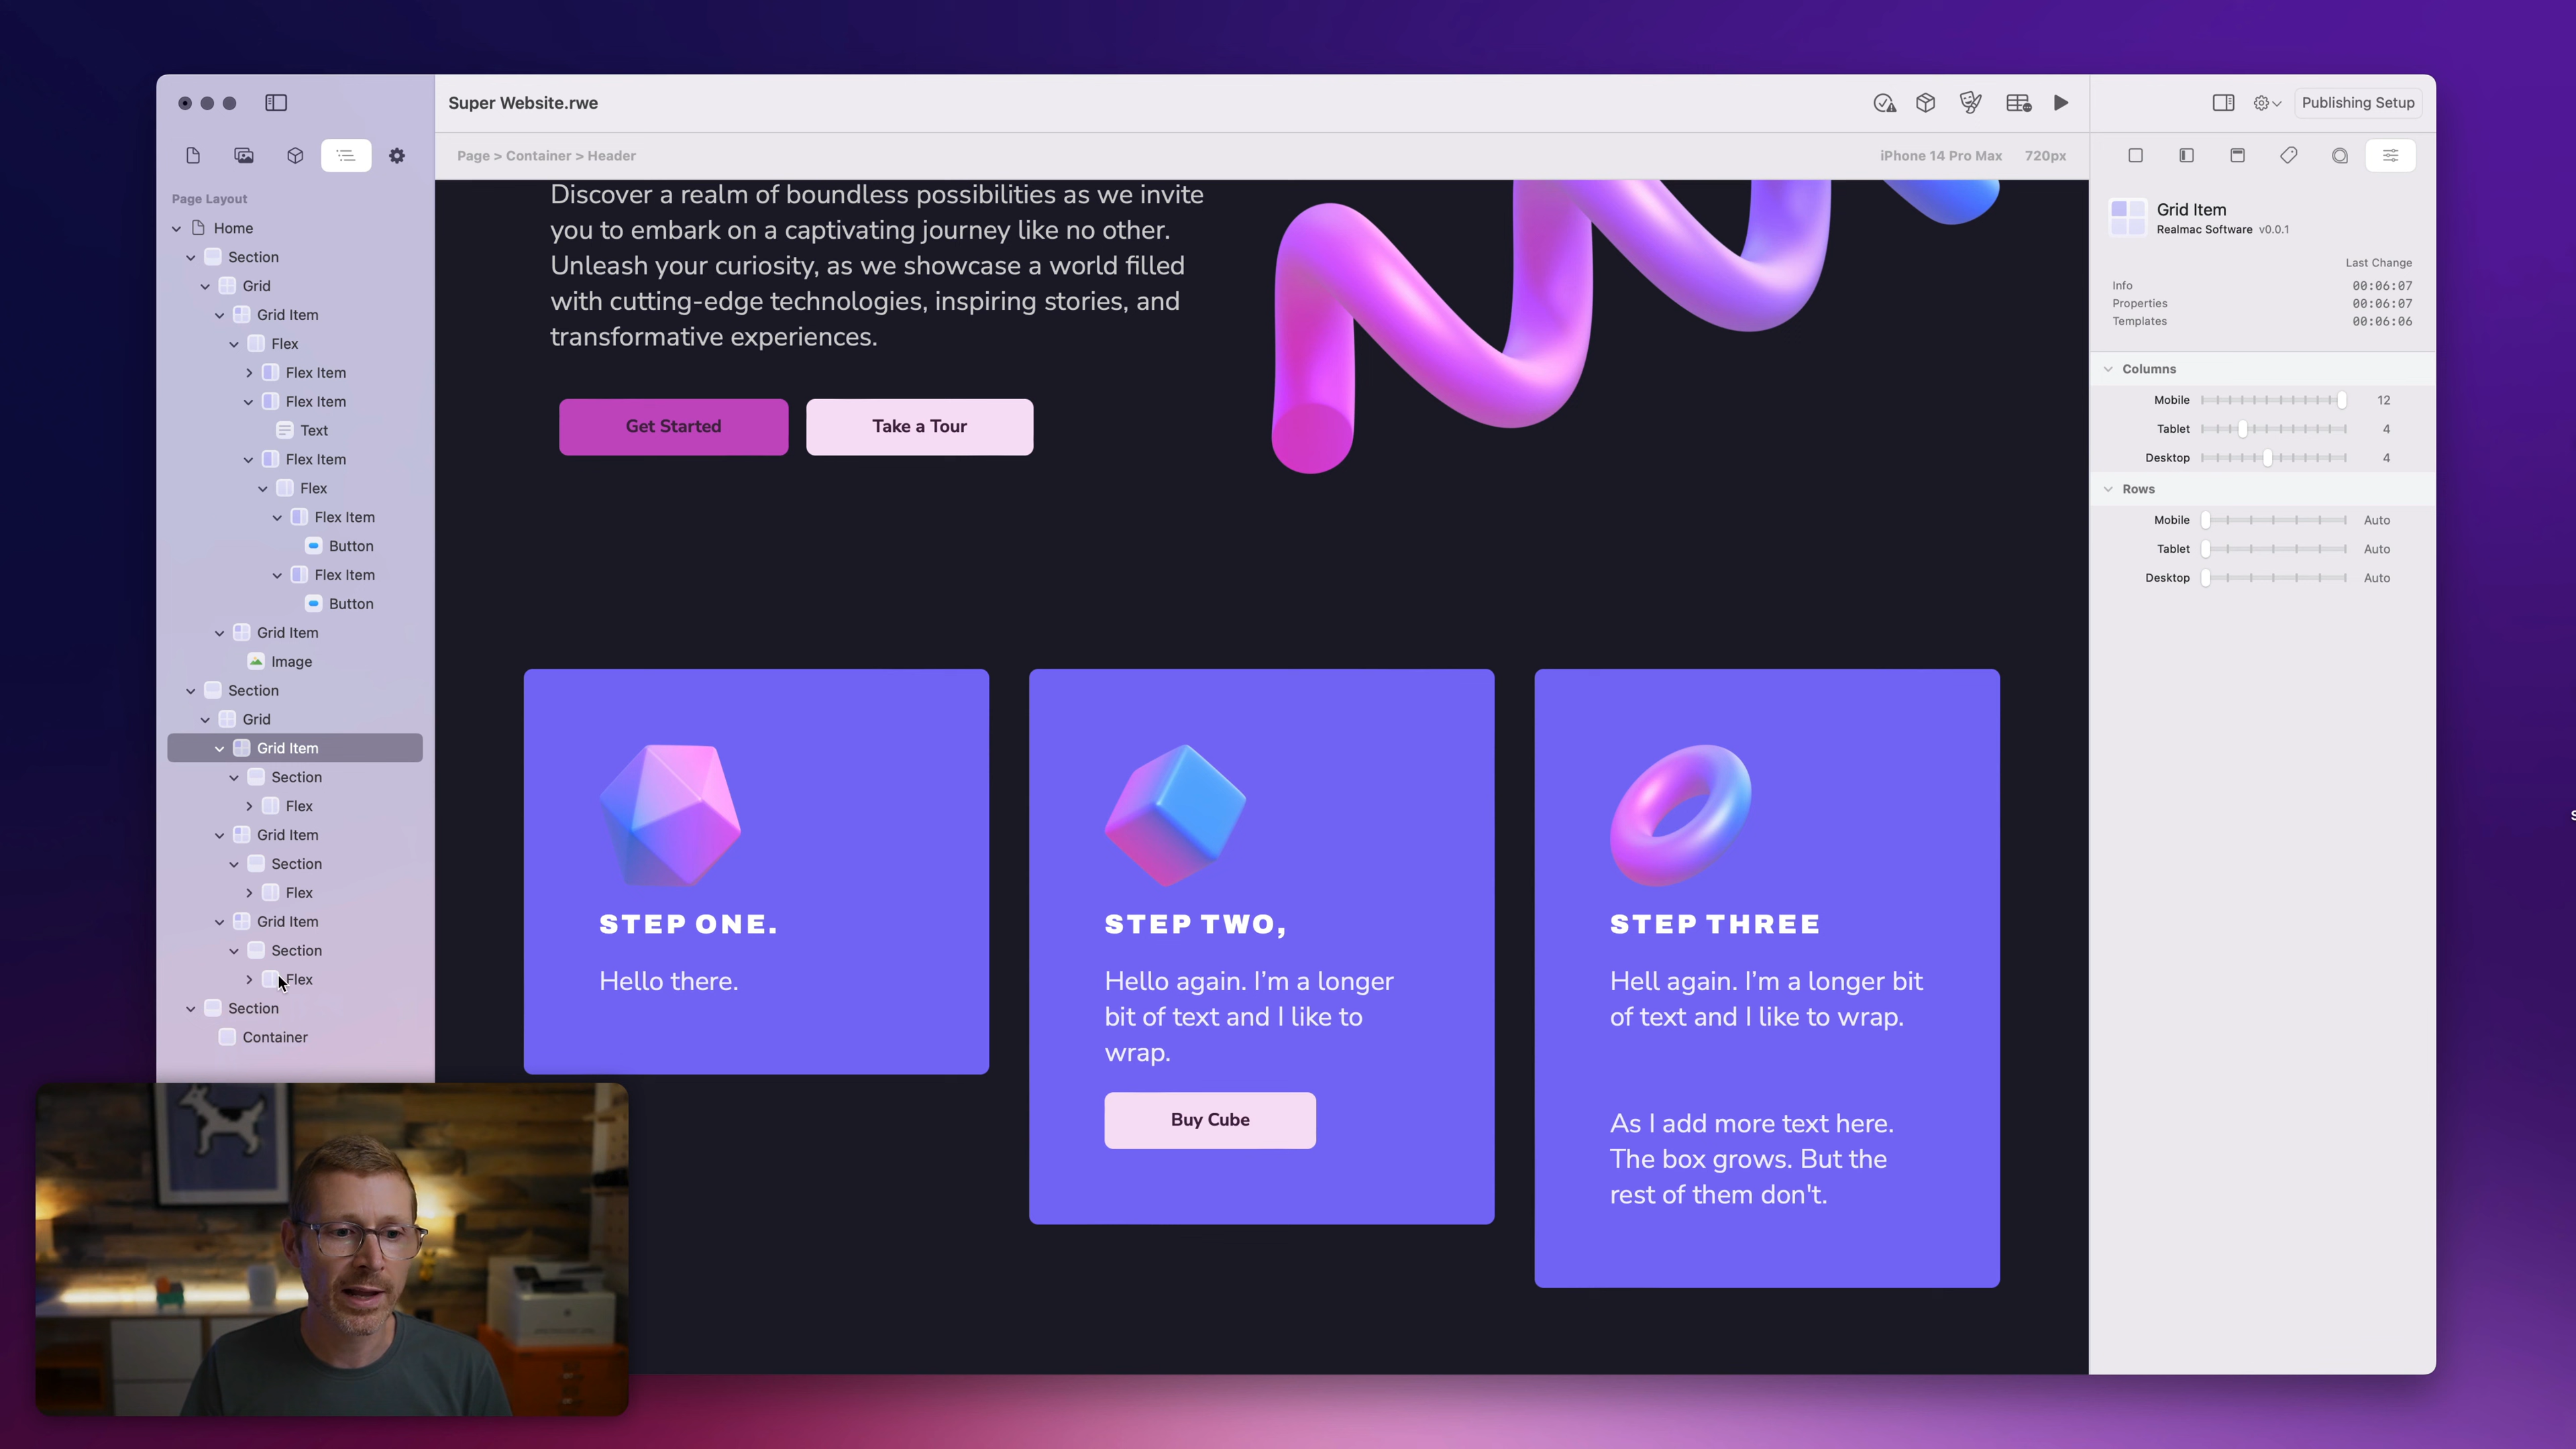 Super Website.rwe
Publishing Setup
Page > Container > Header
iPhone 14 Pro Max 720px
Page Layout
Home
Section
Grid
Grid Item
Flex
Flex Item
Flex Item
Text
Flex Item
Flex
Flex Item
Button
Flex Item
Button
Grid Item
Image
Section
Grid
Grid Item
Section
Flex
Grid Item
Section
Flex
Grid Item
Section
Flex
Section
Container
Discover a realm of boundless possibilities as we invite
you to embark on a captivating journey like no other.
Unleash your curiosity, as we showcase a world filled
with cutting-edge technologies, inspiring stories, and
transformative experiences.
Get Started
Take a Tour
STEP ONE.
Hello there.
STEP TWO,
Hello again. I’m a longer
bit of text and I like to
wrap.
Buy Cube
STEP THREE
Hell again. I’m a longer bit
of text and I like to wrap.
As I add more text here.
The box grows. But the
rest of them don't.
Grid Item
Realmac Software v0.0.1
Last Change
Info 00:06:07
Properties 00:06:07
Templates 00:06:06
Columns
Mobile 12
Tablet 4
Desktop 4
Rows
Mobile Auto
Tablet Auto
Desktop Auto